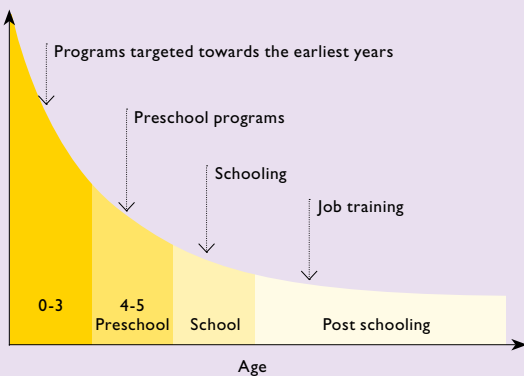 Programs targeted towards the earliest years
Preschool programs
Schooling
Job training
0-3
4-5
Preschool
School
Post schooling
Age